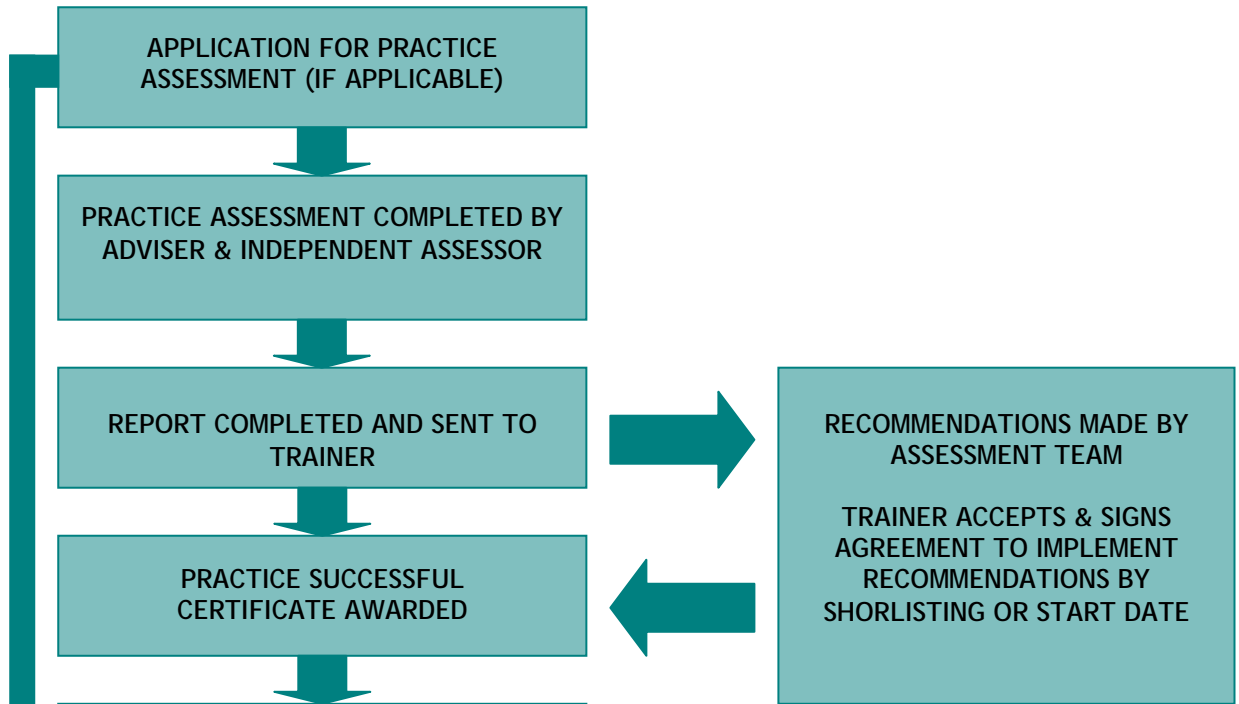 APPLICATION FOR PRACTICE
ASSESSMENT (IF APPLICABLE)
PRACTICE ASSESSMENT COMPLETED BY
ADVISER & INDEPENDENT ASSESSOR
REPORT COMPLETED AND SENT TO
TRAINER
RECOMMENDATIONS MADE BY
ASSESSMENT TEAM
TRAINER ACCEPTS & SIGNS
AGREEMENT TO IMPLEMENT
RECOMMENDATIONS BY
SHORLISTING OR START DATE
PRACTICE SUCCESSFUL
CERTIFICATE AWARDED